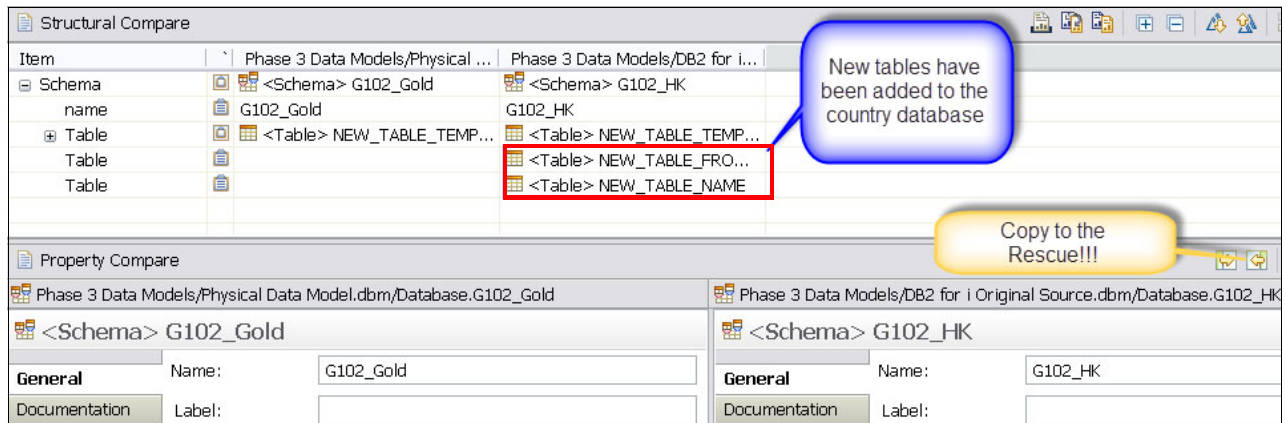 Structural Compare
Item Phase 3 Data Models/Physical ... Phase 3 Data Models/DB2 for i...
Schema <Schema> G102_Gold <Schema> G102_HK
name G102_Gold G102_HK
Table <Table> NEW_TABLE_TEMP... <Table> NEW_TABLE_TEMP...
Table <Table> NEW_TABLE_FRO...
Table <Table> NEW_TABLE_NAME
New tables have
been added to the
country database
Copy to the
Rescue!!!
Property Compare
Phase 3 Data Models/Physical Data Model.dbm/Database.G102_Gold Phase 3 Data Models/DB2 for i Original Source.dbm/Database.G102_HK
<Schema> G102_Gold <Schema> G102_HK
General Name: G102_Gold General Name: G102_HK
Documentation Label: Documentation Label: